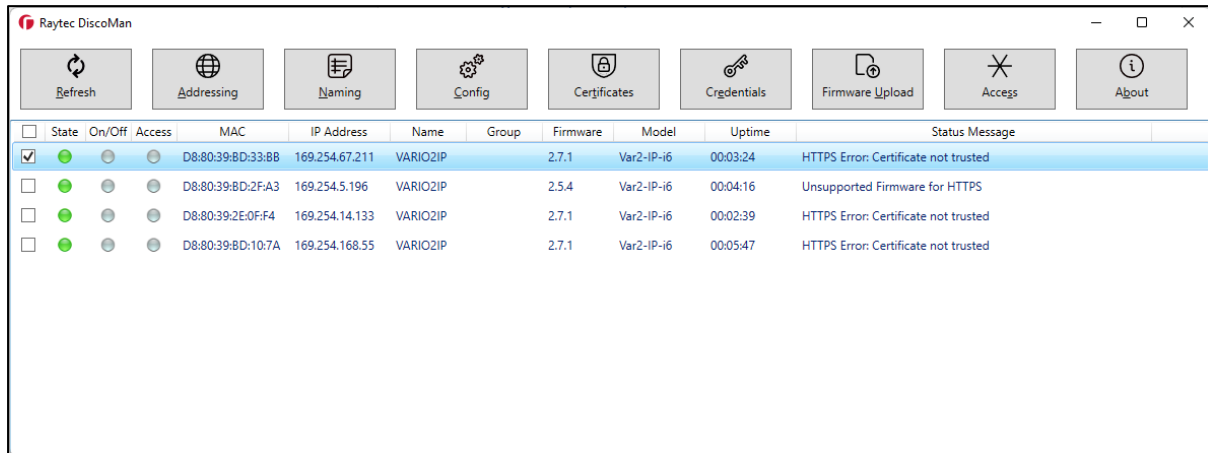 Raytec DiscoMan
Refresh Addressing Naming Config Certificates Credentials Firmware Upload Access About
State On/Off Access MAC IP Address Name Group Firmware Model Uptime Status Message
D8:80:39:BD:33:BB 169.254.67.211 VARIO2IP 2.7.1 Var2-IP-i6 00:03:24 HTTPS Error: Certificate not trusted
D8:80:39:BD:2F:A3 169.254.5.196 VARIO2IP 2.5.4 Var2-IP-i6 00:04:16 Unsupported Firmware for HTTPS
D8:80:39:2E:0F:F4 169.254.14.133 VARIO2IP 2.7.1 Var2-IP-i6 00:02:39 HTTPS Error: Certificate not trusted
D8:80:39:BD:10:7A 169.254.168.55 VARIO2IP 2.7.1 Var2-IP-i6 00:05:47 HTTPS Error: Certificate not trusted